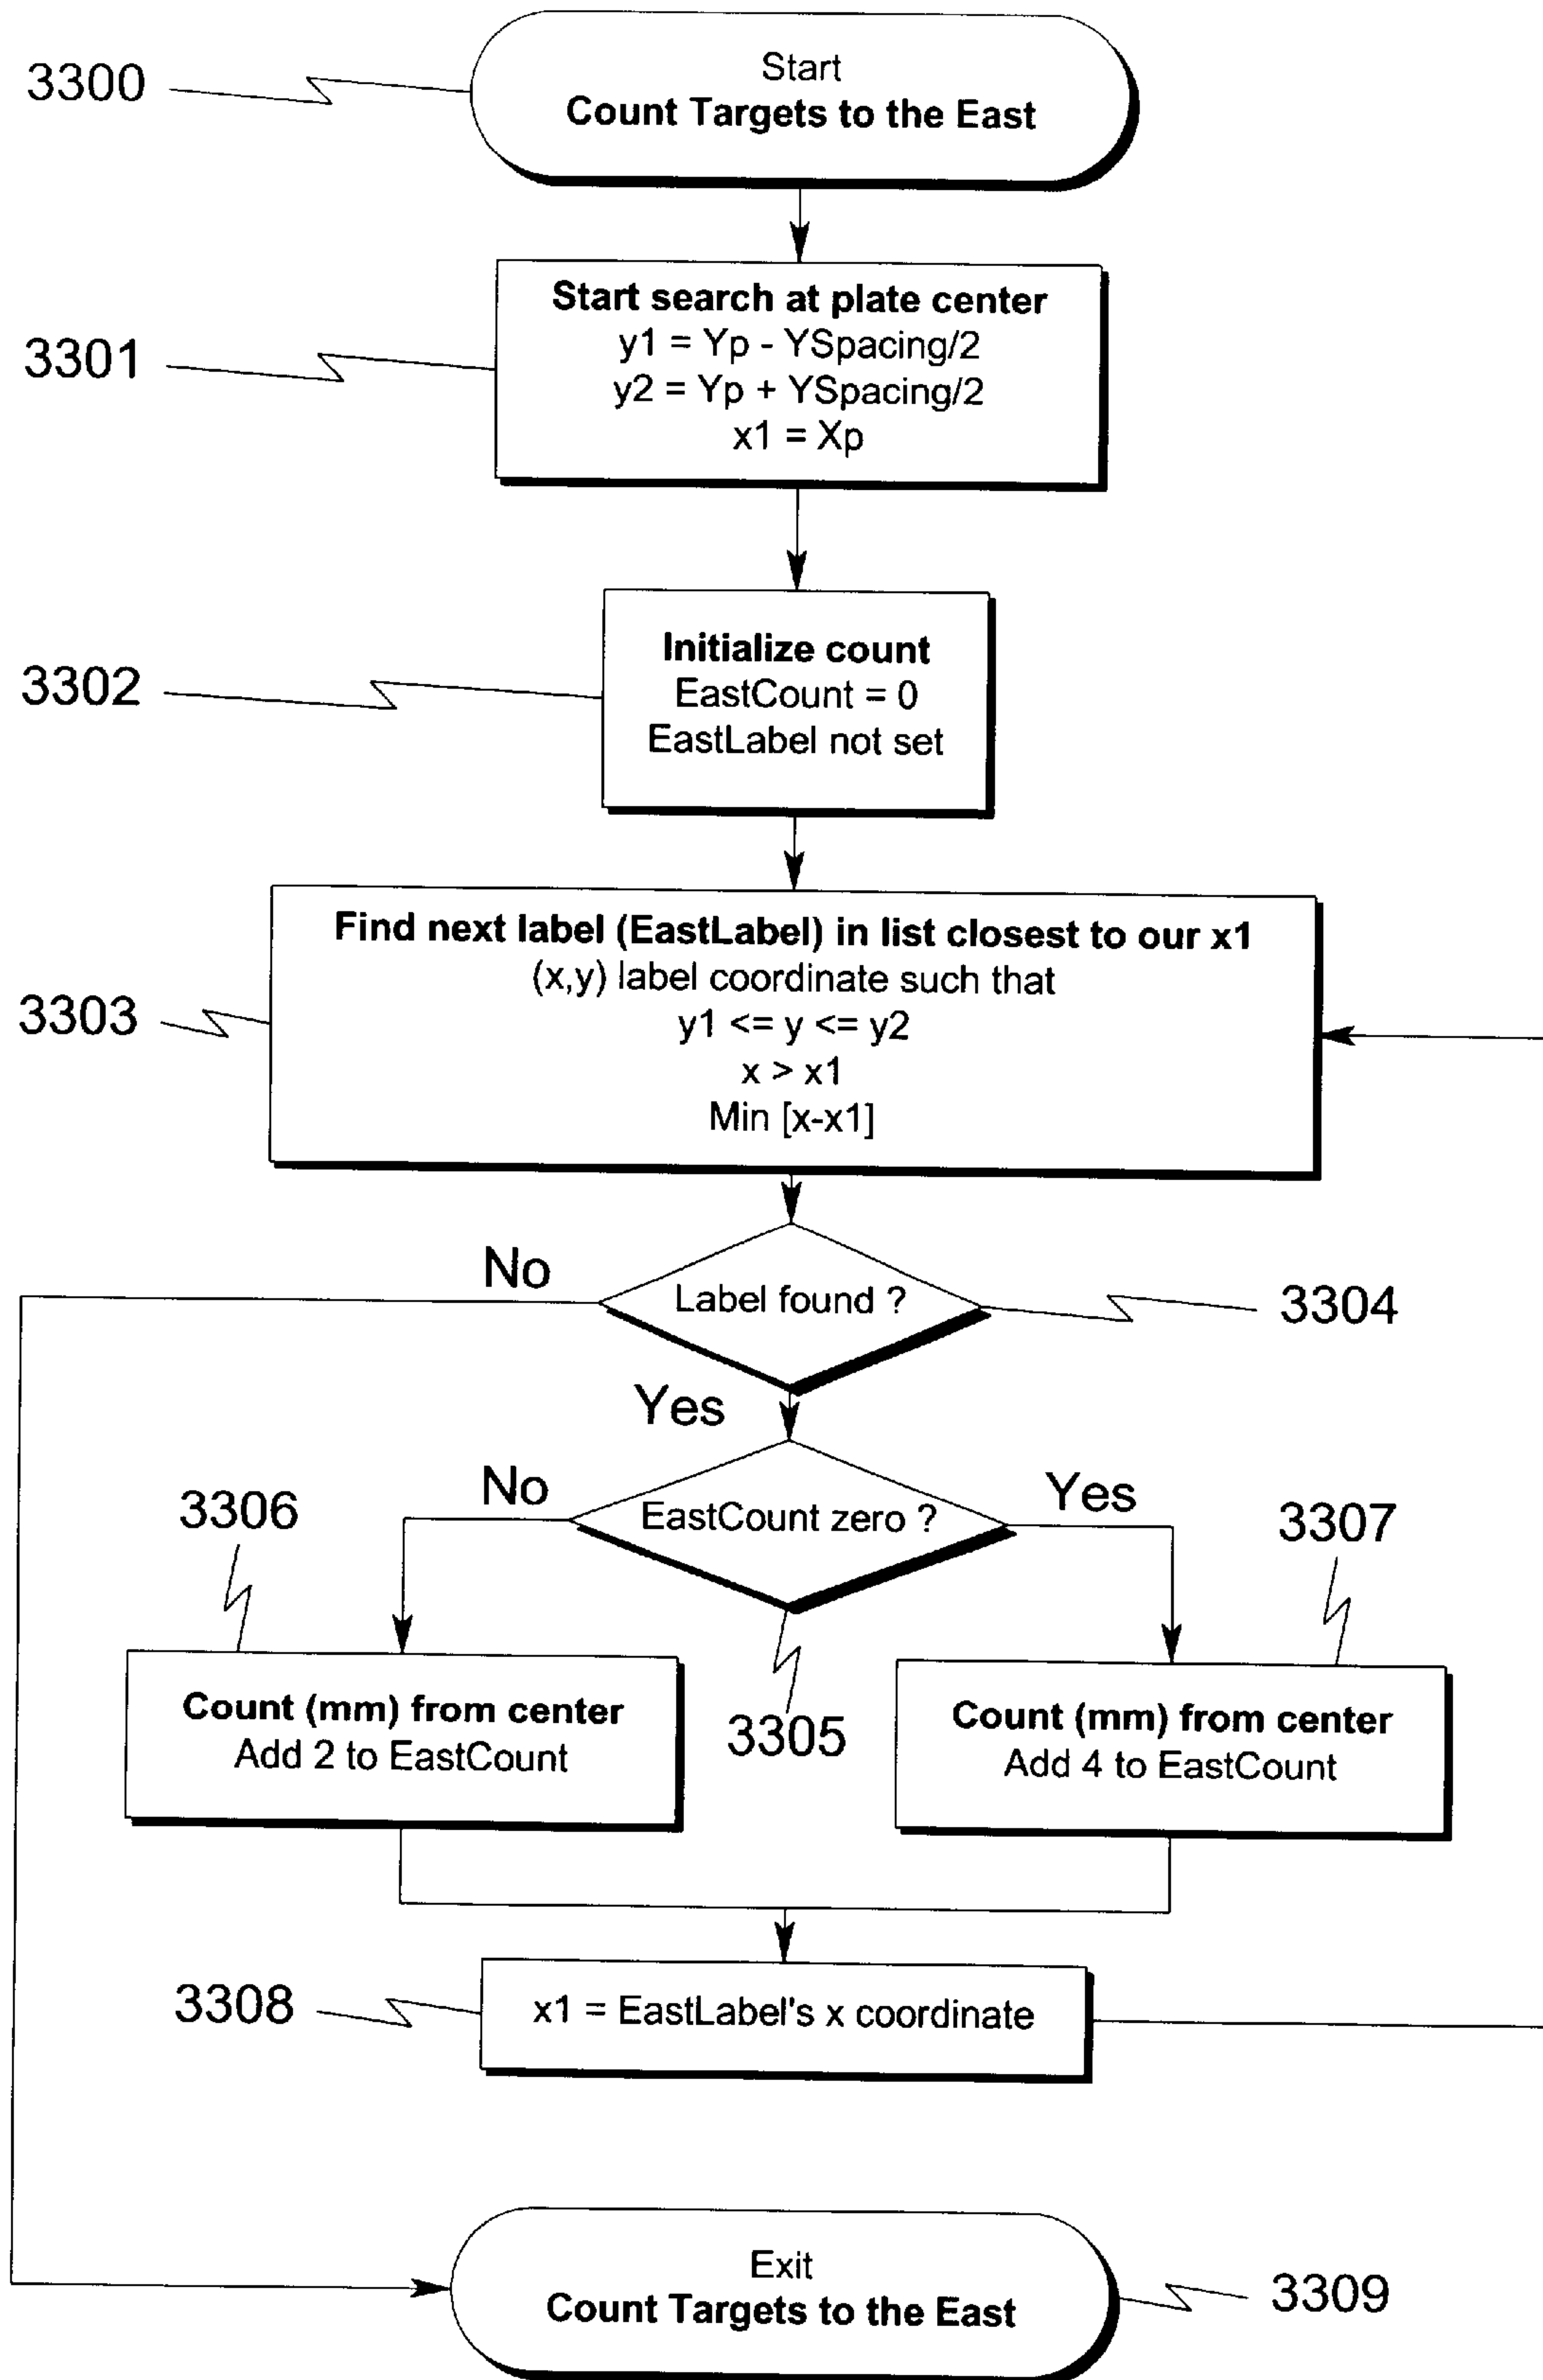 3300
Start
Count Targets to the East
3301
Start search at plate center
y1 = Yp - YSpacing/2
y2 = Yp + YSpacing/2
x1 = Xp
3302
Initialize count
EastCount = 0
EastLabel not set
3303
Find next label (EastLabel) in list closest to our x1
(x,y) label coordinate such that
y1 <= y <= y2
x > x1
Min [x-x1]
No
Label found ?
3304
Yes
No
EastCount zero ?
Yes
3306
3307
Count (mm) from center
Add 2 to EastCount
3305
Count (mm) from center
Add 4 to EastCount
3308
x1 = EastLabel's x coordinate
Exit
Count Targets to the East
3309